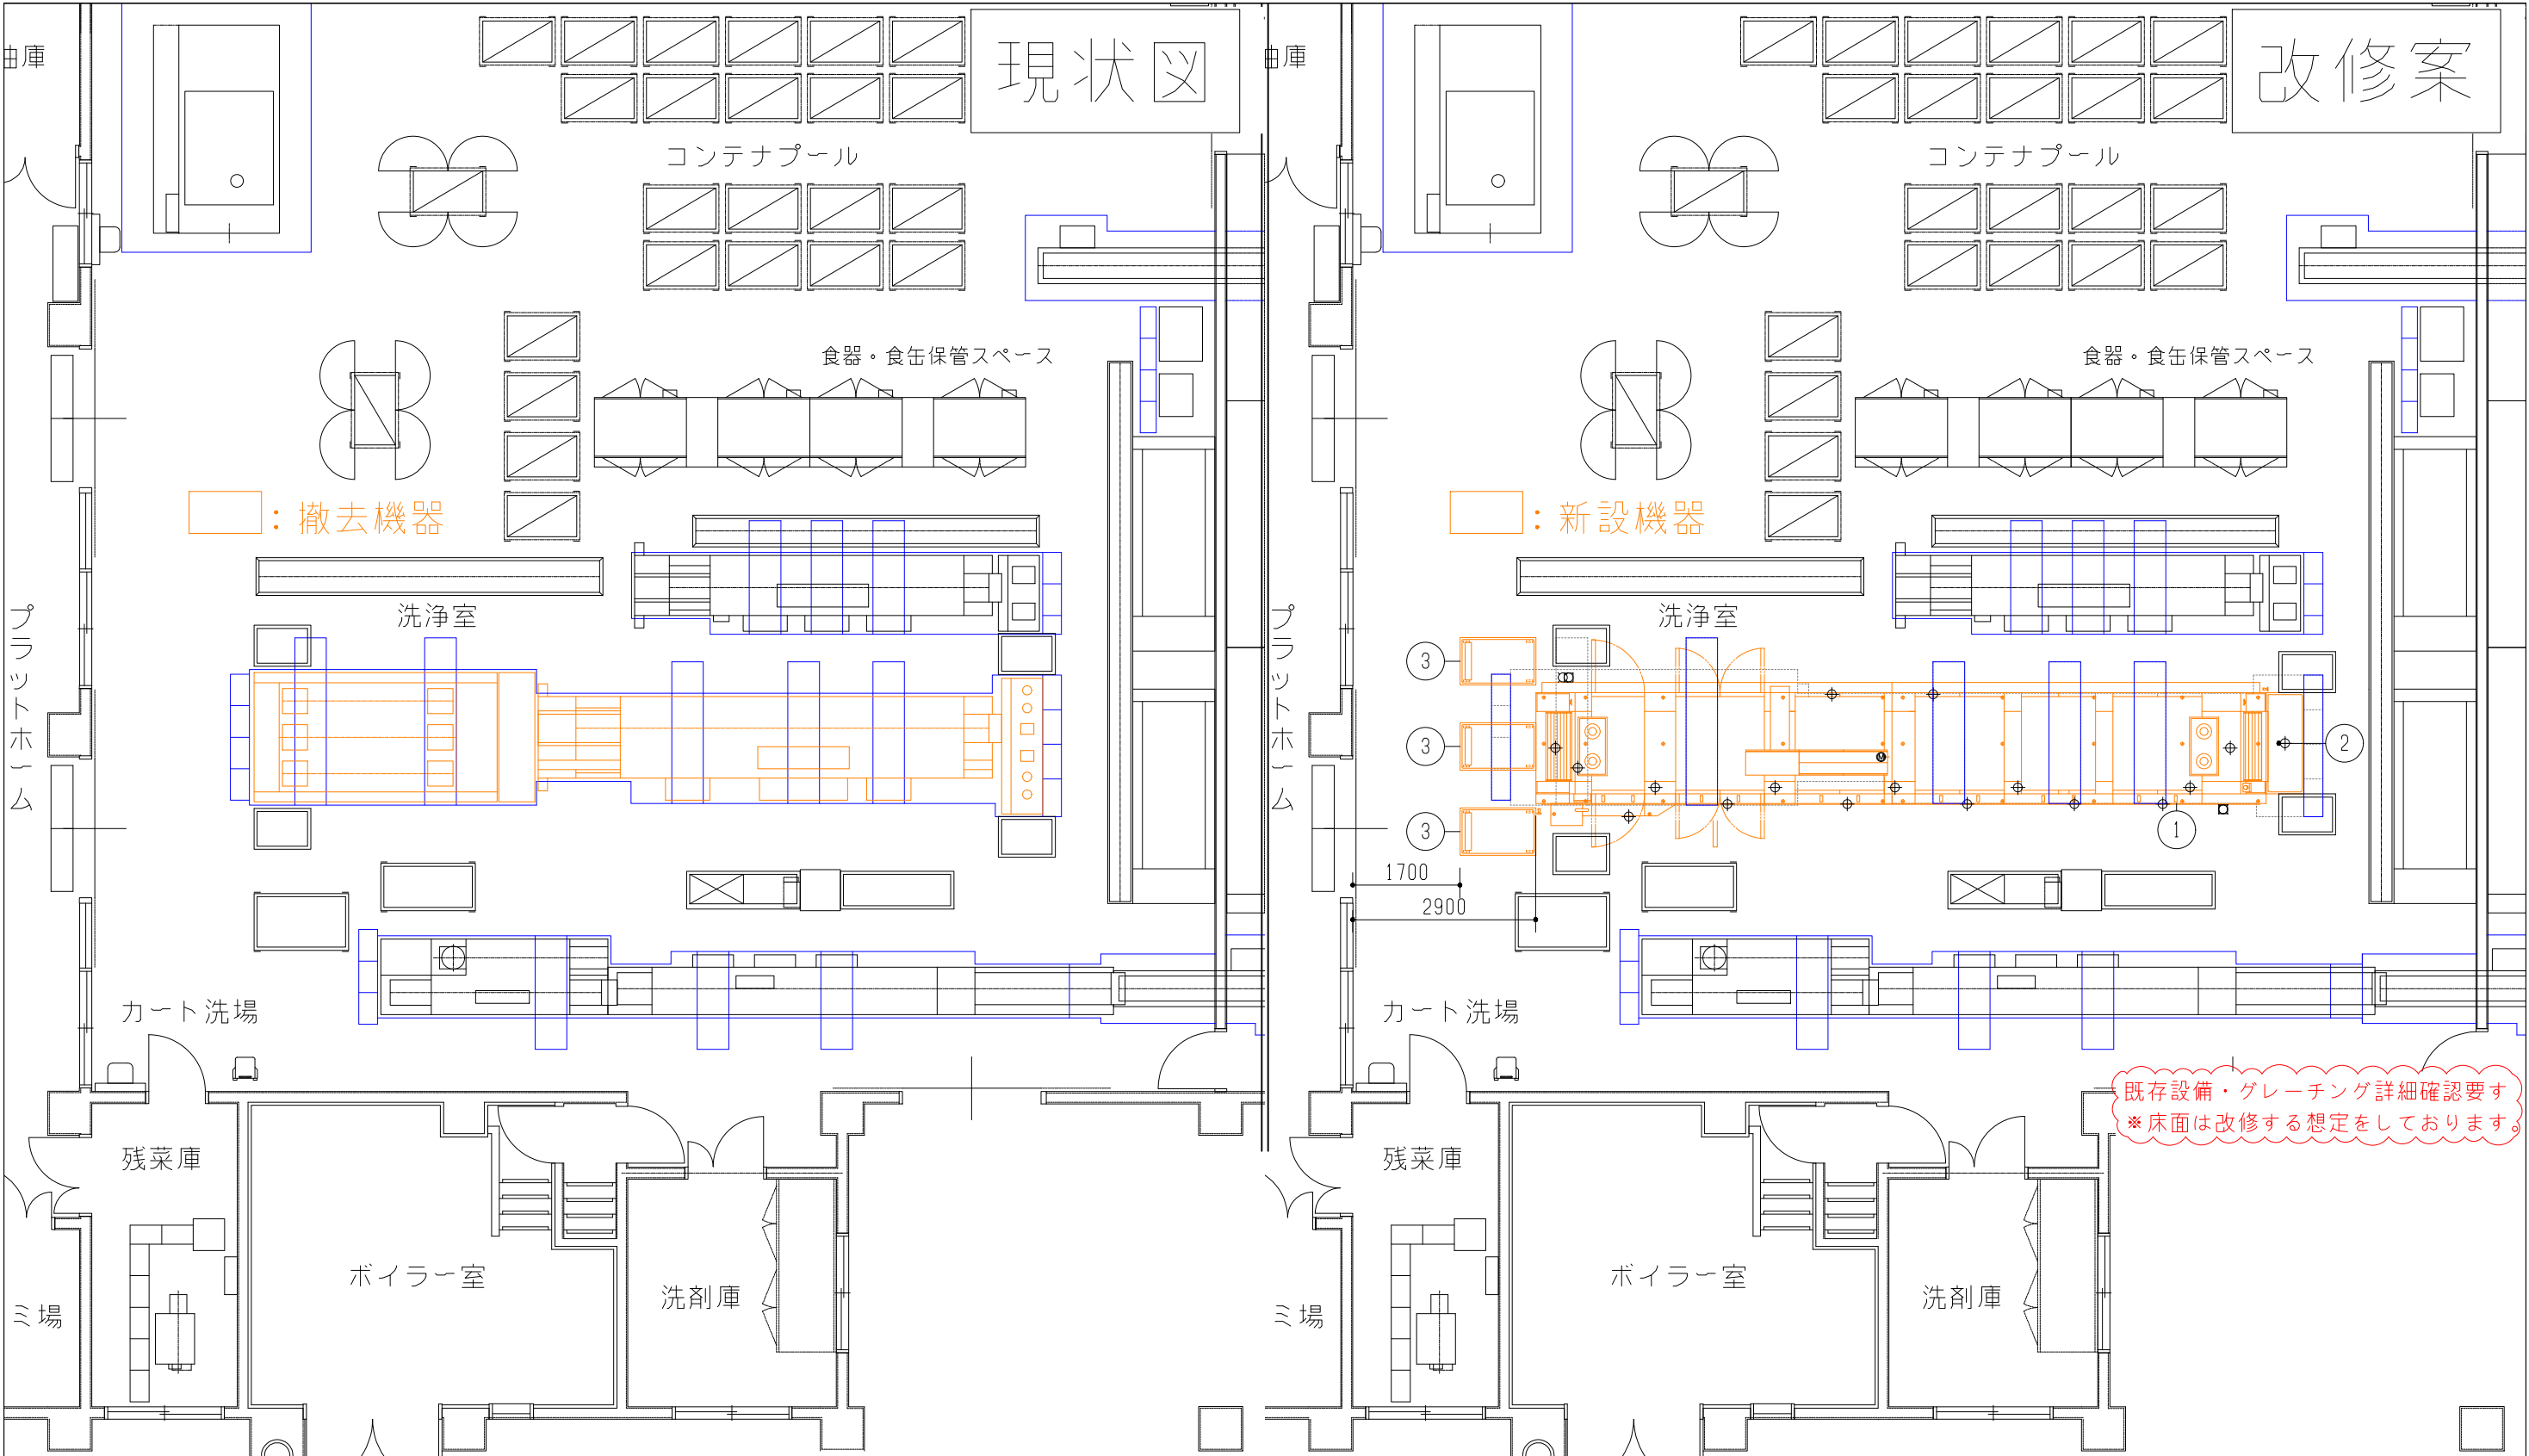 現状図
由庫
コンテナプール
食器・食缶保管スペース
：撤去機器
洗浄室
プラットホーム
カート洗場
残菜庫
ボイラー室
洗剤庫
ミ場
改修案
由庫
コンテナプール
食器・食缶保管スペース
：新設機器
洗浄室
プラットホーム
3
3
3
2
1
1700
2900
カート洗場
既存設備・グレーチング詳細確認要す
※床面は改修する想定をしております。
残菜庫
ボイラー室
洗剤庫
ミ場